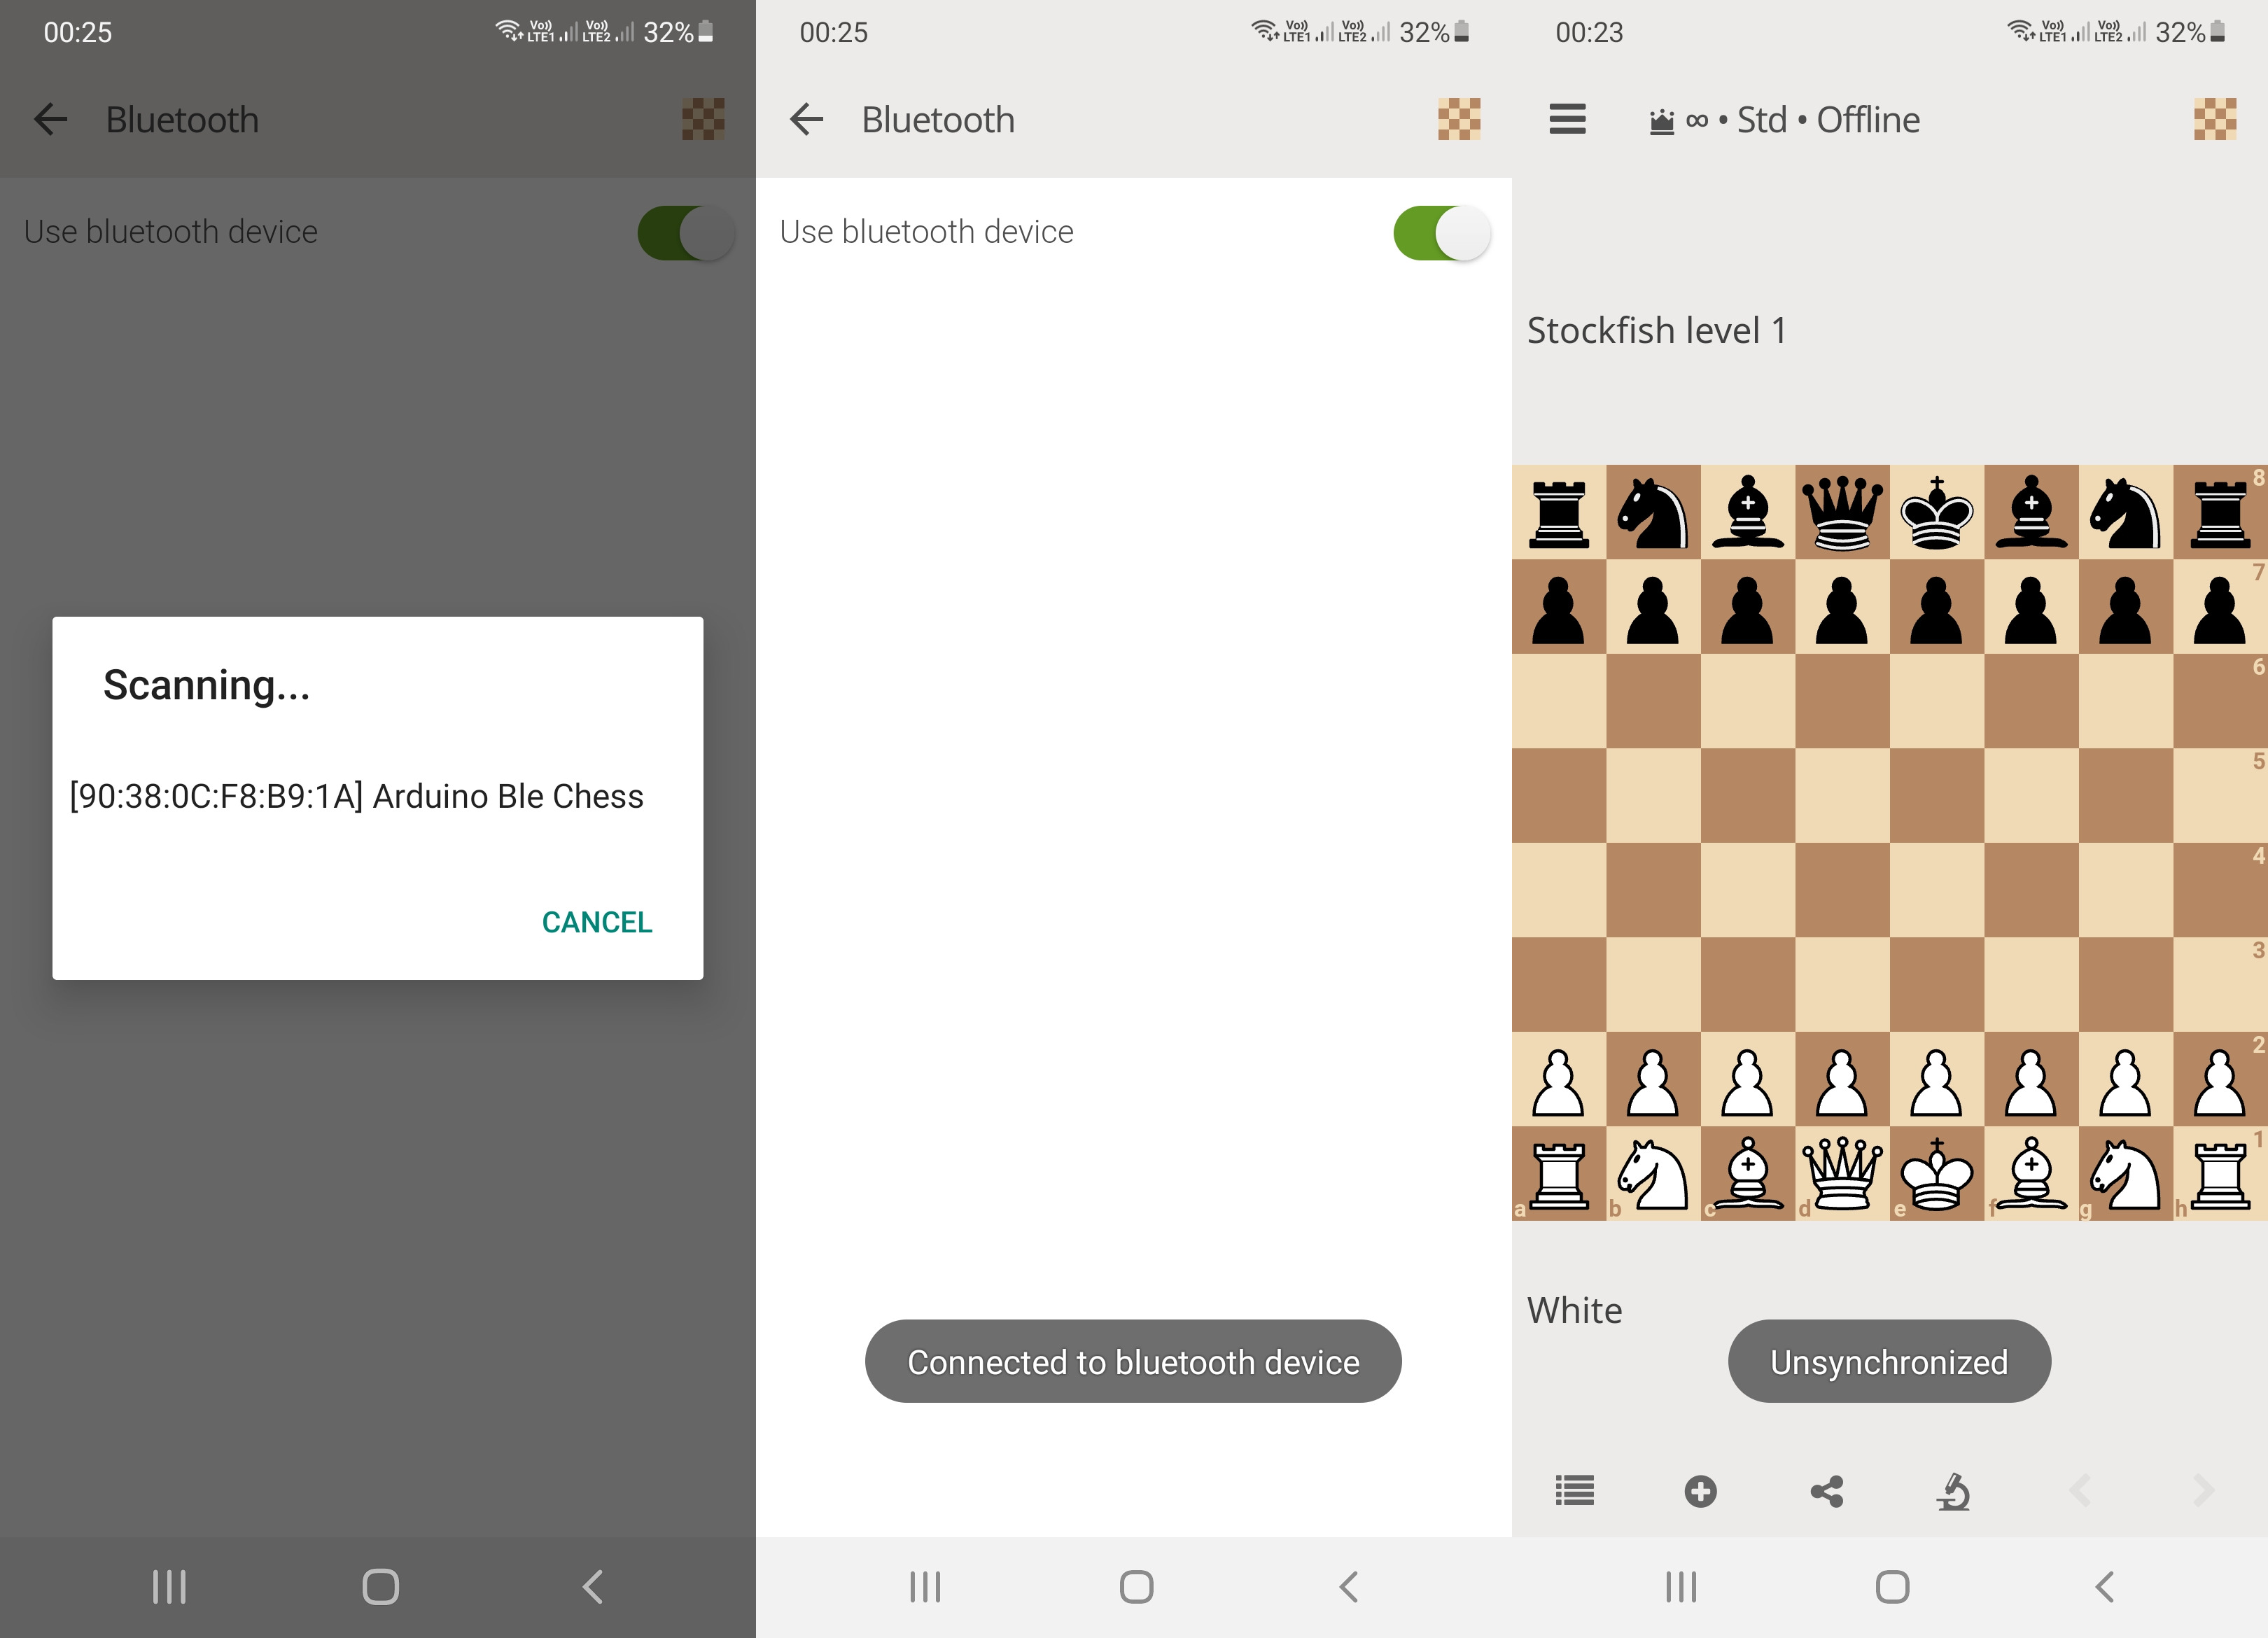 00:25
Vo)) LTE1 Vo)) LTE2 32%
Bluetooth
Use bluetooth device
Scanning...
[90:38:0C:F8:B9:1A] Arduino Ble Chess
CANCEL
00:25
Vo)) LTE1 Vo)) LTE2 32%
Bluetooth
Use bluetooth device
Connected to bluetooth device
00:23
Vo)) LTE1 Vo)) LTE2 32%
∞ • Std • Offline
Stockfish level 1
8
7
6
5
4
3
2
1
a b c d e f g h
White
Unsynchronized